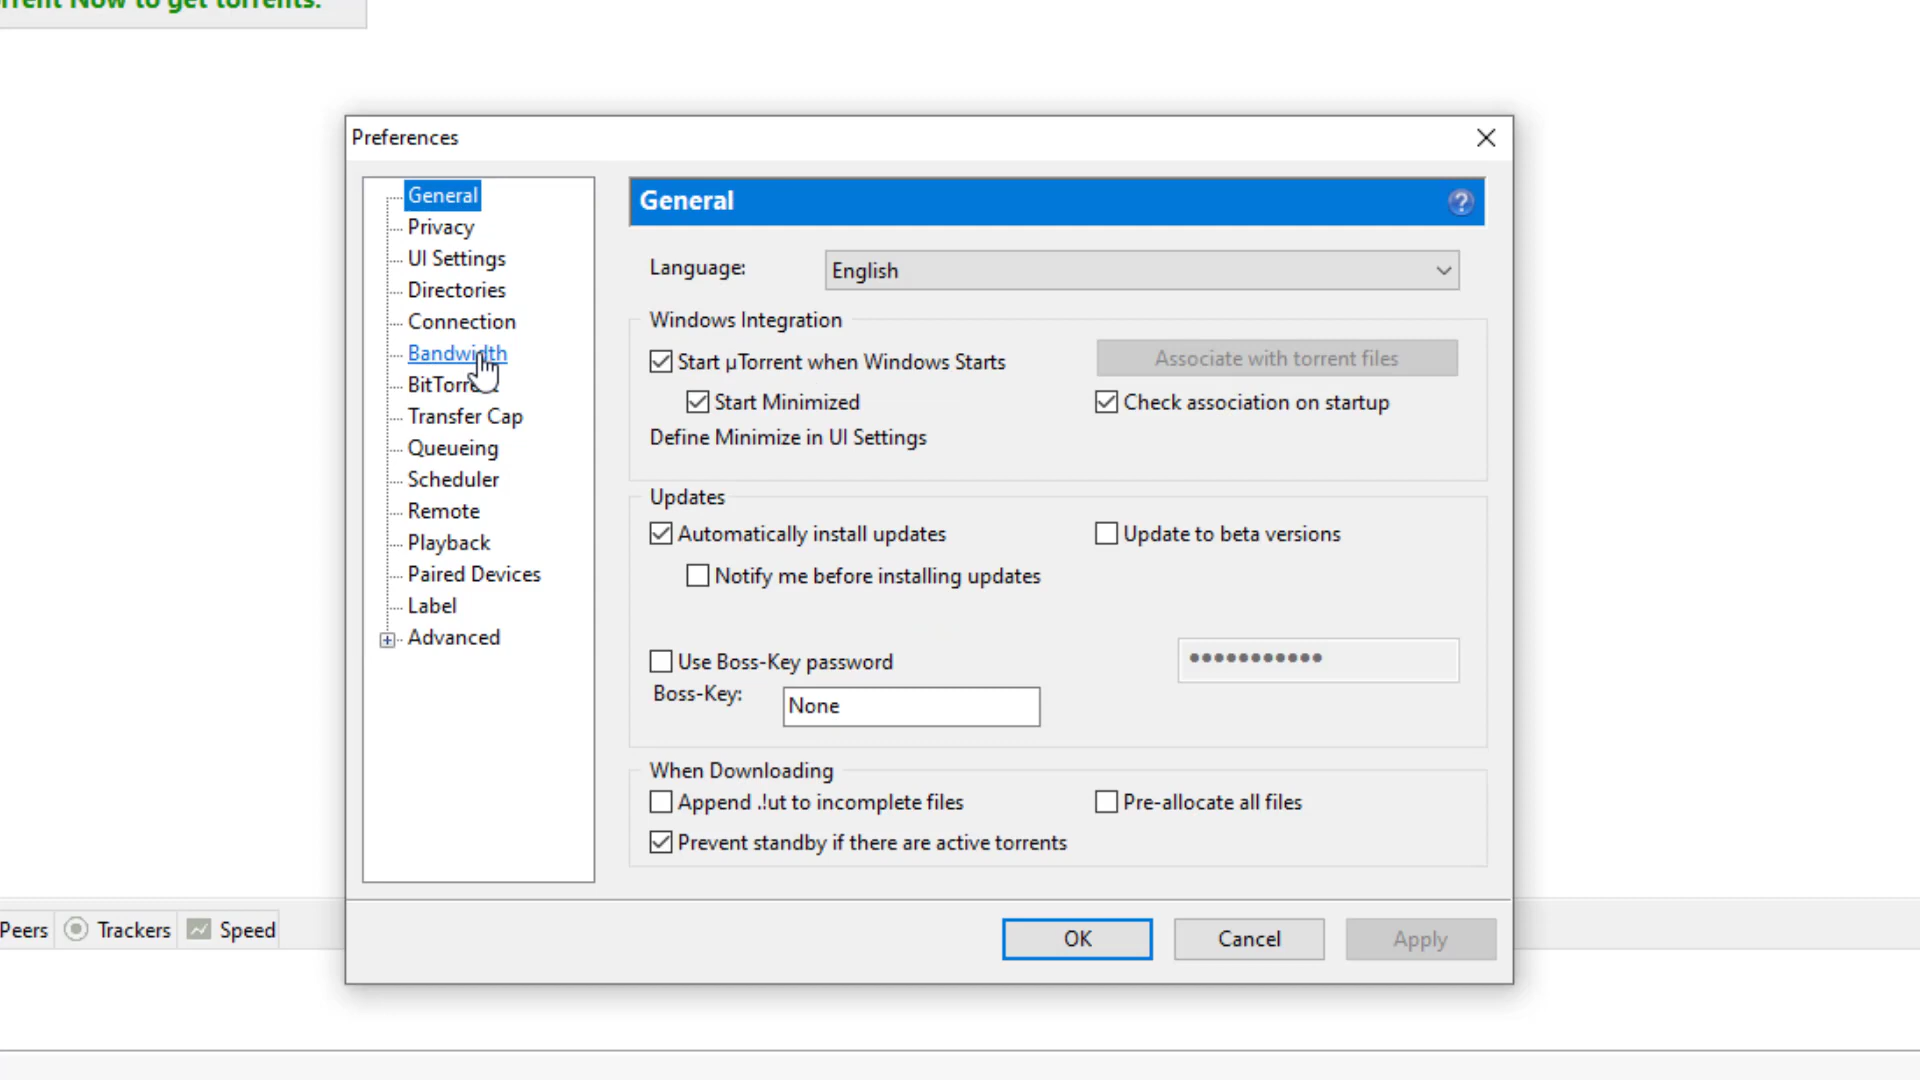 Now to get torrents.
Preferences
General
Privacy
UI Settings
Directories
Connection
Bandwidth
Transfer Cap
Queueing
Scheduler
Remote
Playback
Paired Devices
Label
Advanced
General
Language: English
Windows Integration
Start µTorrent when Windows Starts
Associate with torrent files
Start Minimized
Check association on startup
Define Minimize in UI Settings
Updates
Automatically install updates
Update to beta versions
Notify me before installing updates
Use Boss-Key password
•••••••••••
Boss-Key: None
When Downloading
Append .!ut to incomplete files
Pre-allocate all files
Prevent standby if there are active torrents
OK
Cancel
Apply
Peers
Trackers
Speed